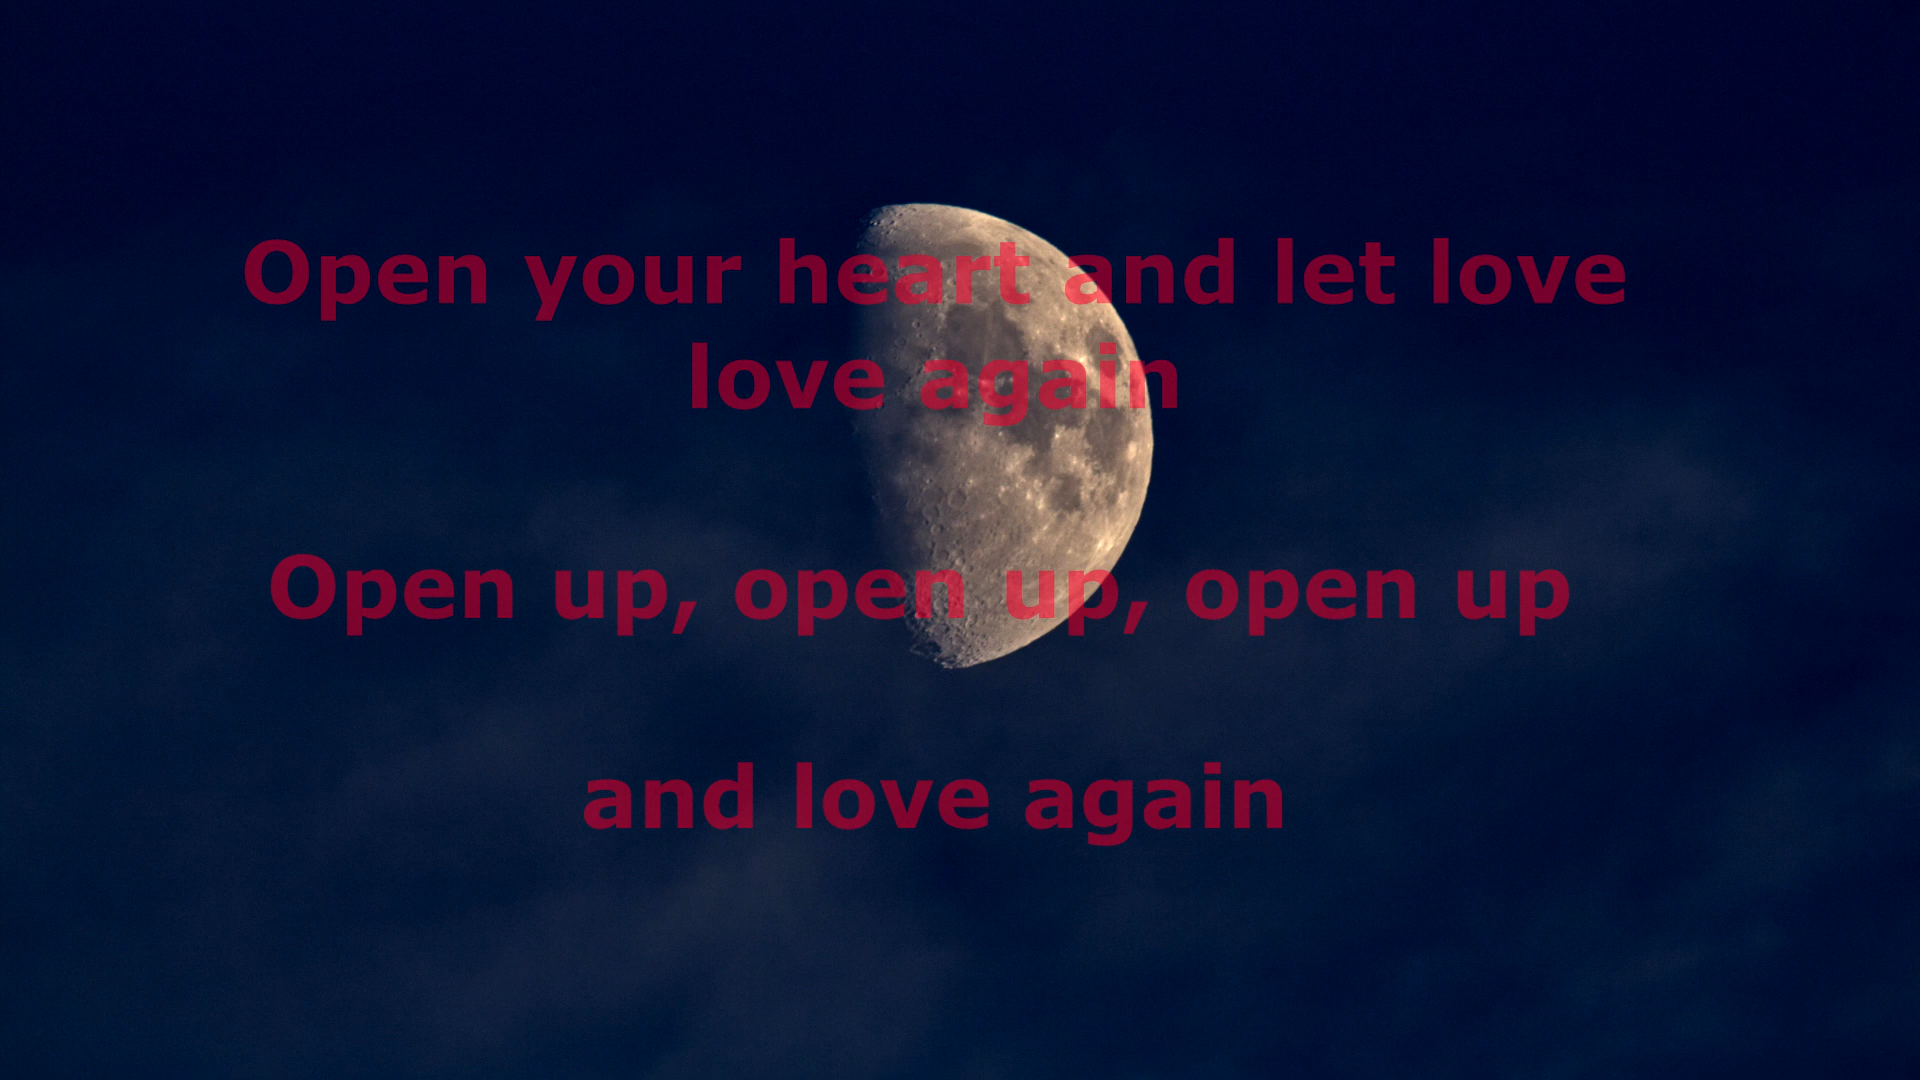 Open your heart and let love
love again
Open up, open up, open up
and love again